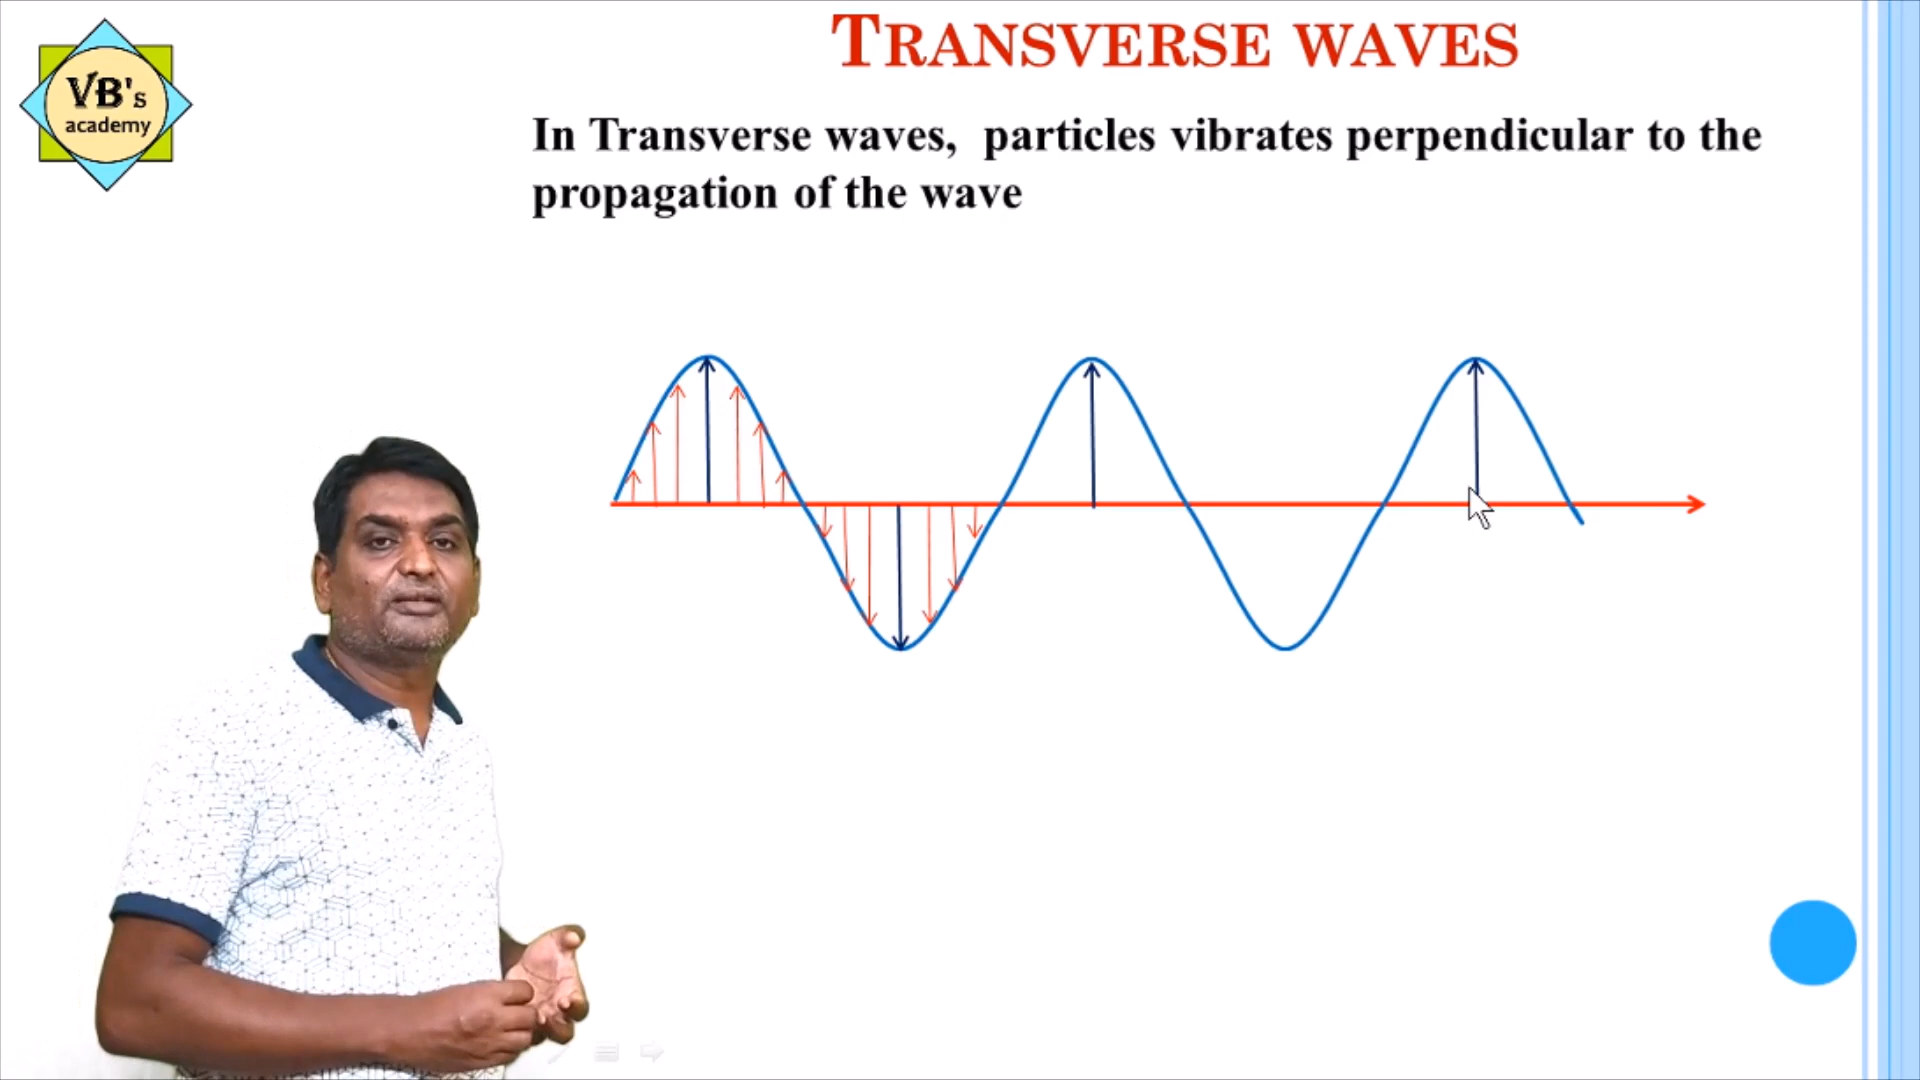 VB's
academy
TRANSVERSE WAVES
In Transverse waves, particles vibrates perpendicular to the
propagation of the wave